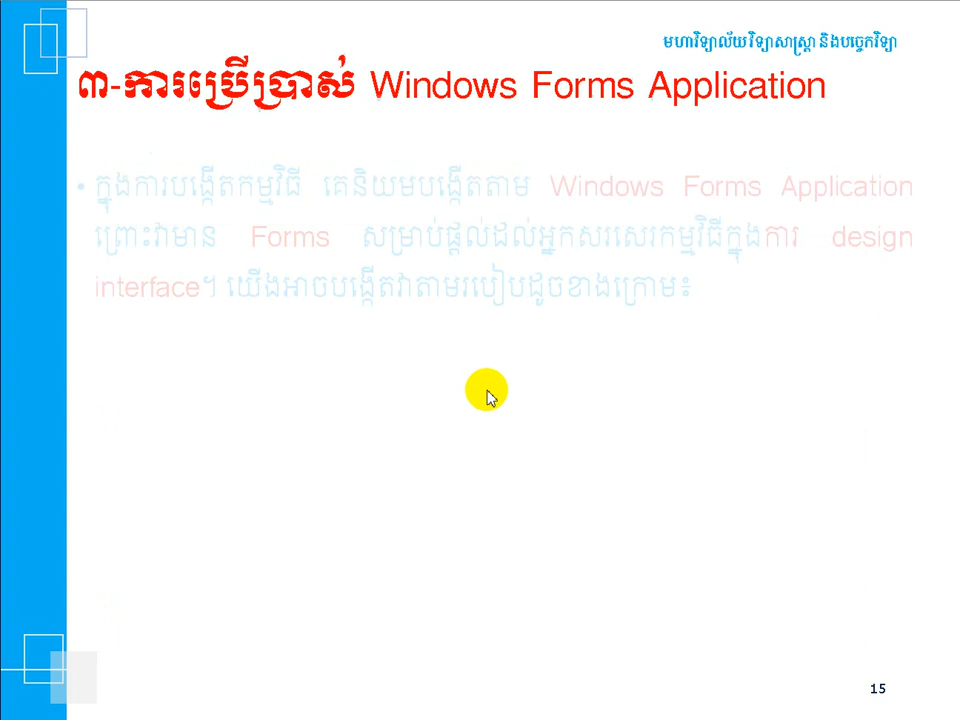 មហាវិទ្យាល័យ វិទ្យាសាស្ត្រា និងបច្ចេកវិទ្យា
៣-ការប្រើប្រាស់ Windows Forms Application
• ក្នុងការបង្កើតកម្មវិធី គេនិយមបង្កើតតាម Windows Forms Application
ព្រោះវាមាន Forms សម្រាប់ផ្តល់ដល់អ្នកសរសេរកម្មវិធីក្នុងការ design
interface។ យើងអាចបង្កើតវាតាមរបៀបដូចខាងក្រោម៖
15